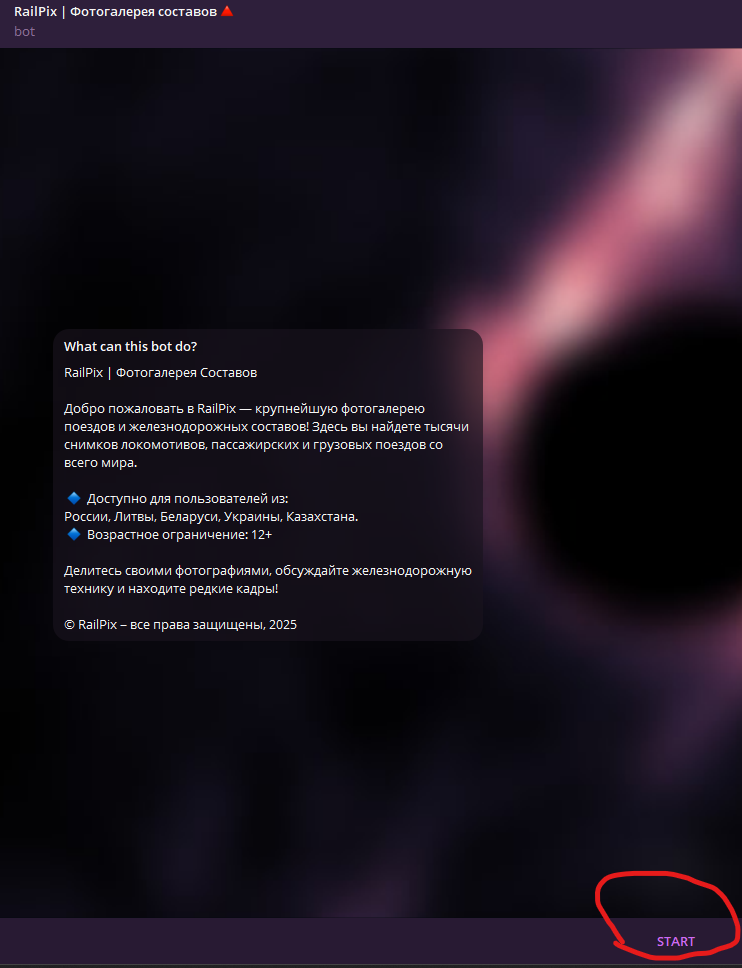 RailPix | Фотогалерея составов🔺
bot
What can this bot do?
RailPix | Фотогалерея Составов
Добро пожаловать в RailPix — крупнейшую фотогалерею
поездов и железнодорожных составов! Здесь вы найдете тысячи
снимков локомотивов, пассажирских и грузовых поездов со
всего мира.
🔷 Доступно для пользователей из:
России, Литвы, Беларуси, Украины, Казахстана.
🔷 Возрастное ограничение: 12+
Делитесь своими фотографиями, обсуждайте железнодорожную
технику и находите редкие кадры!
© RailPix – все права защищены, 2025
START